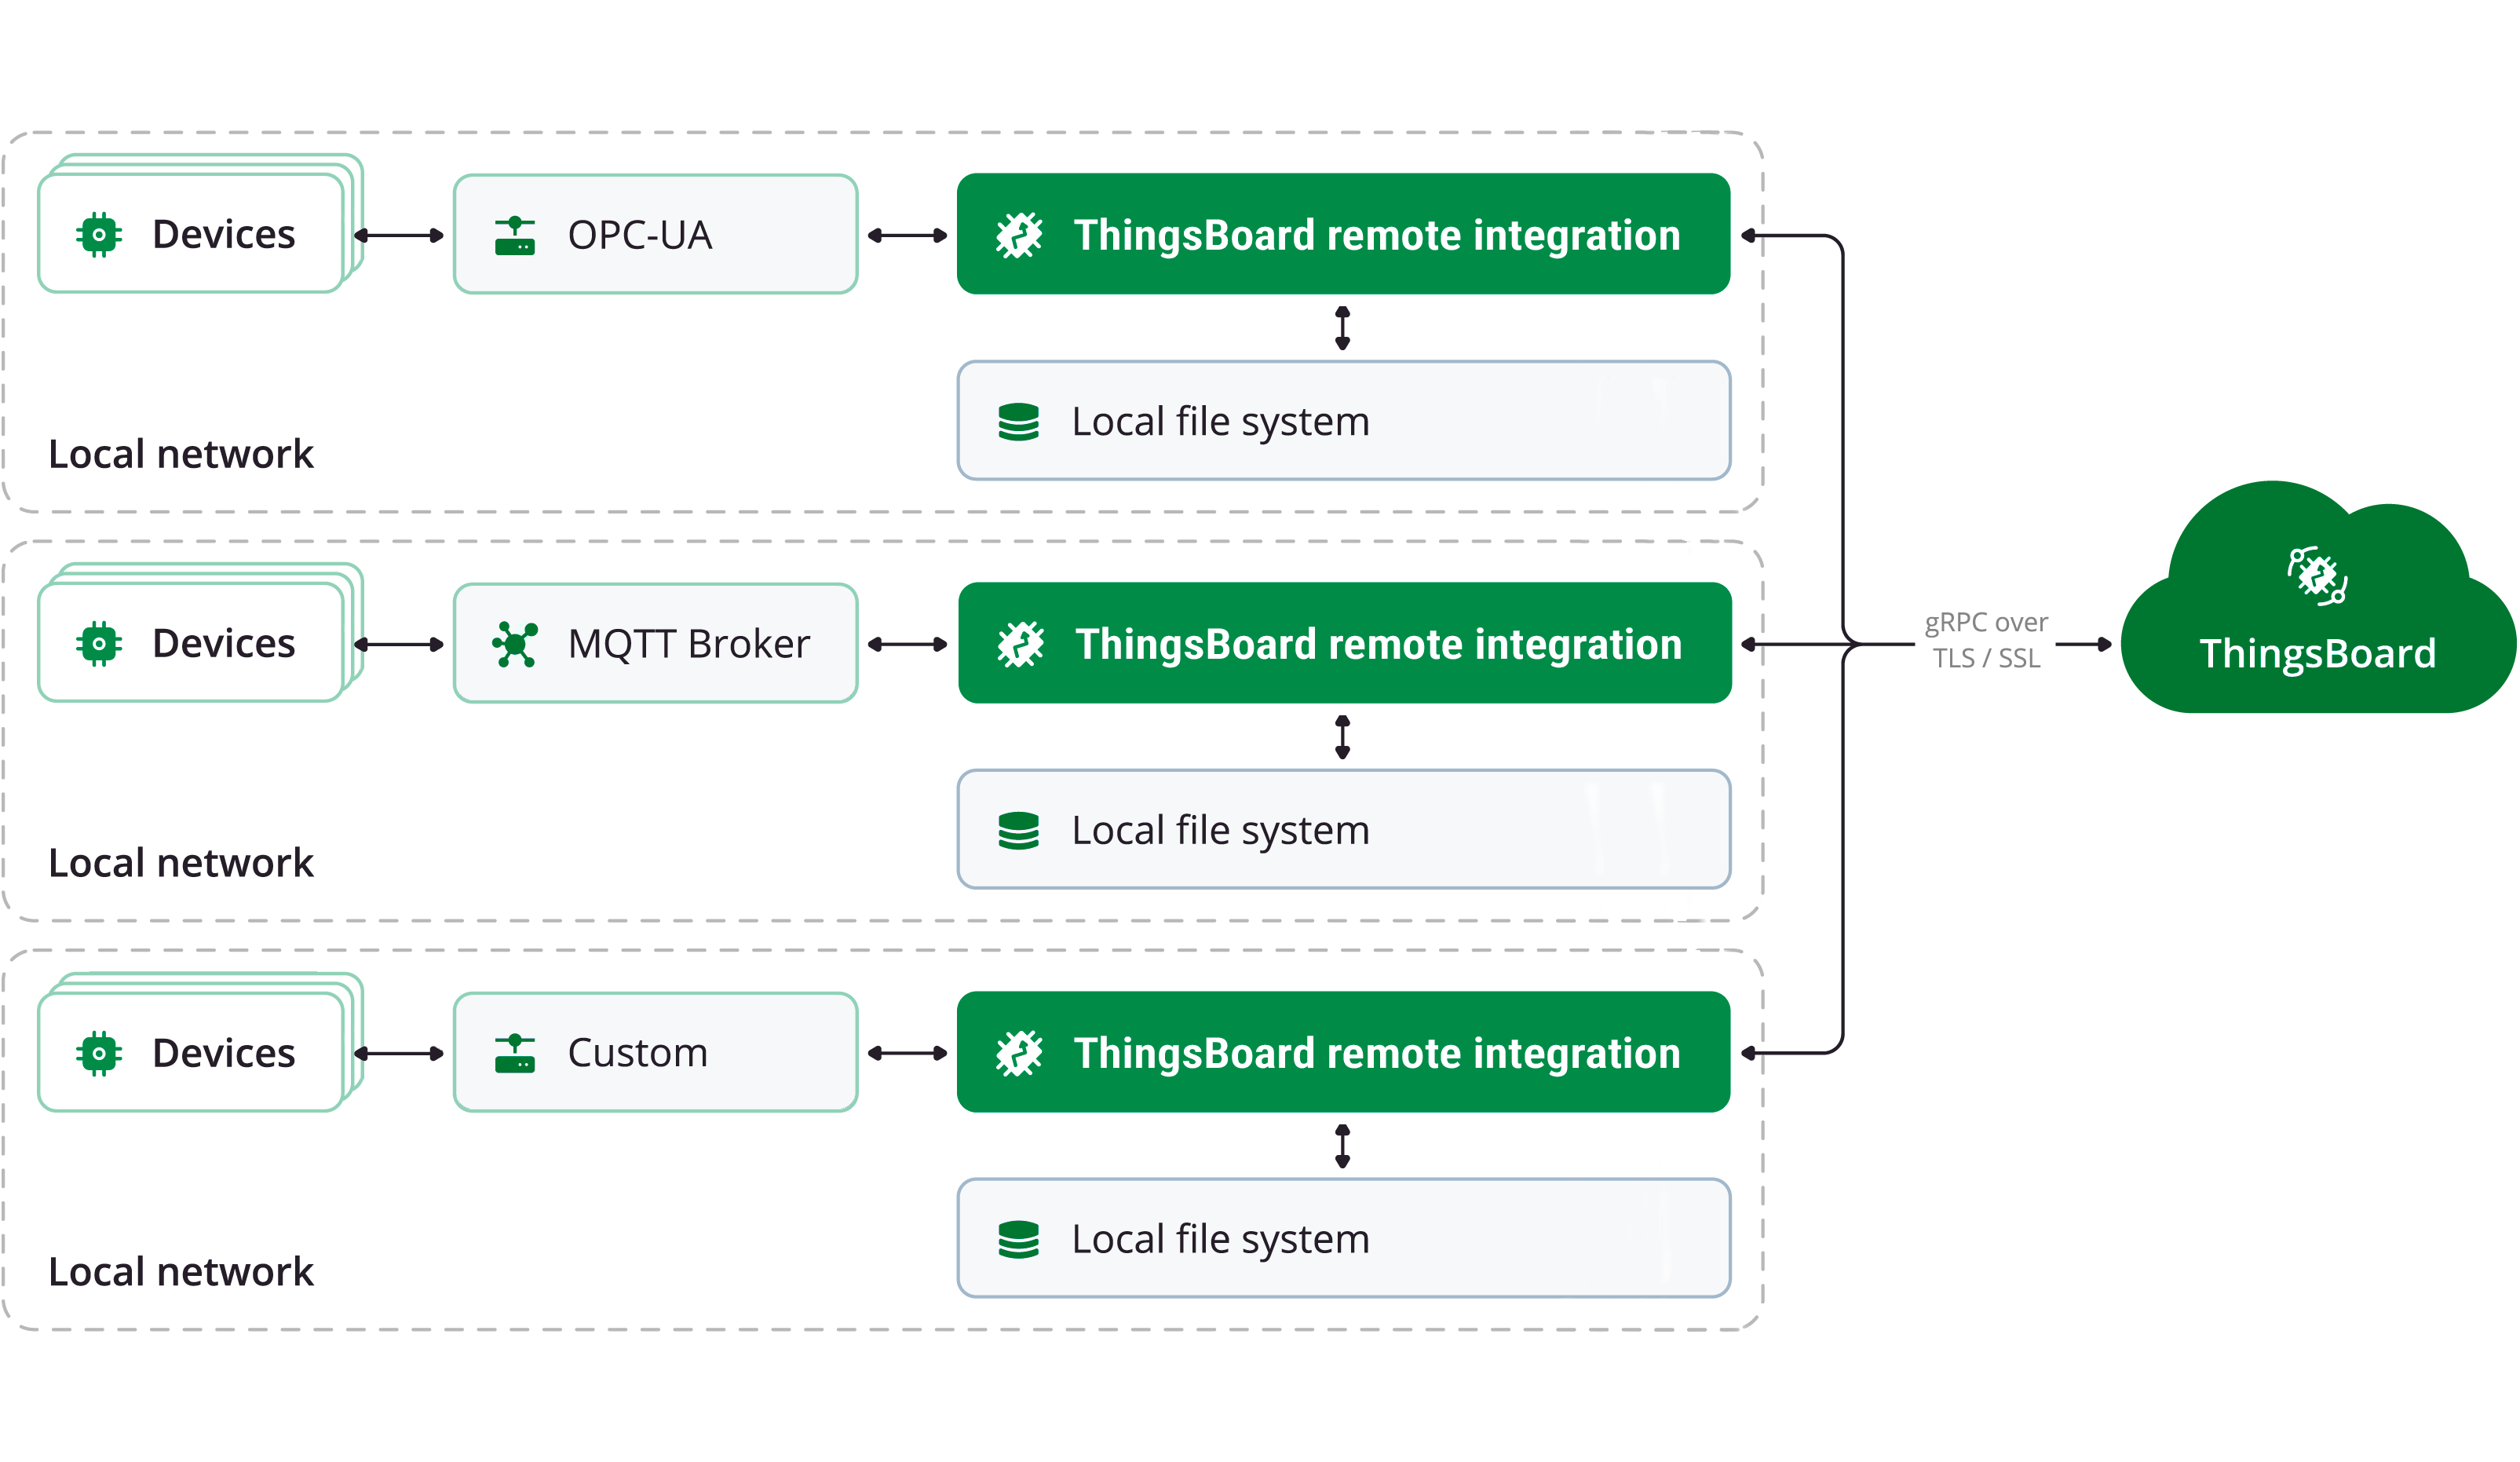 Devices
OPC-UA
ThingsBoard remote integration
Local file system
Local network
Devices
MQTT Broker
ThingsBoard remote integration
Local file system
Local network
Devices
Custom
ThingsBoard remote integration
Local file system
Local network
gRPC over
TLS / SSL
ThingsBoard